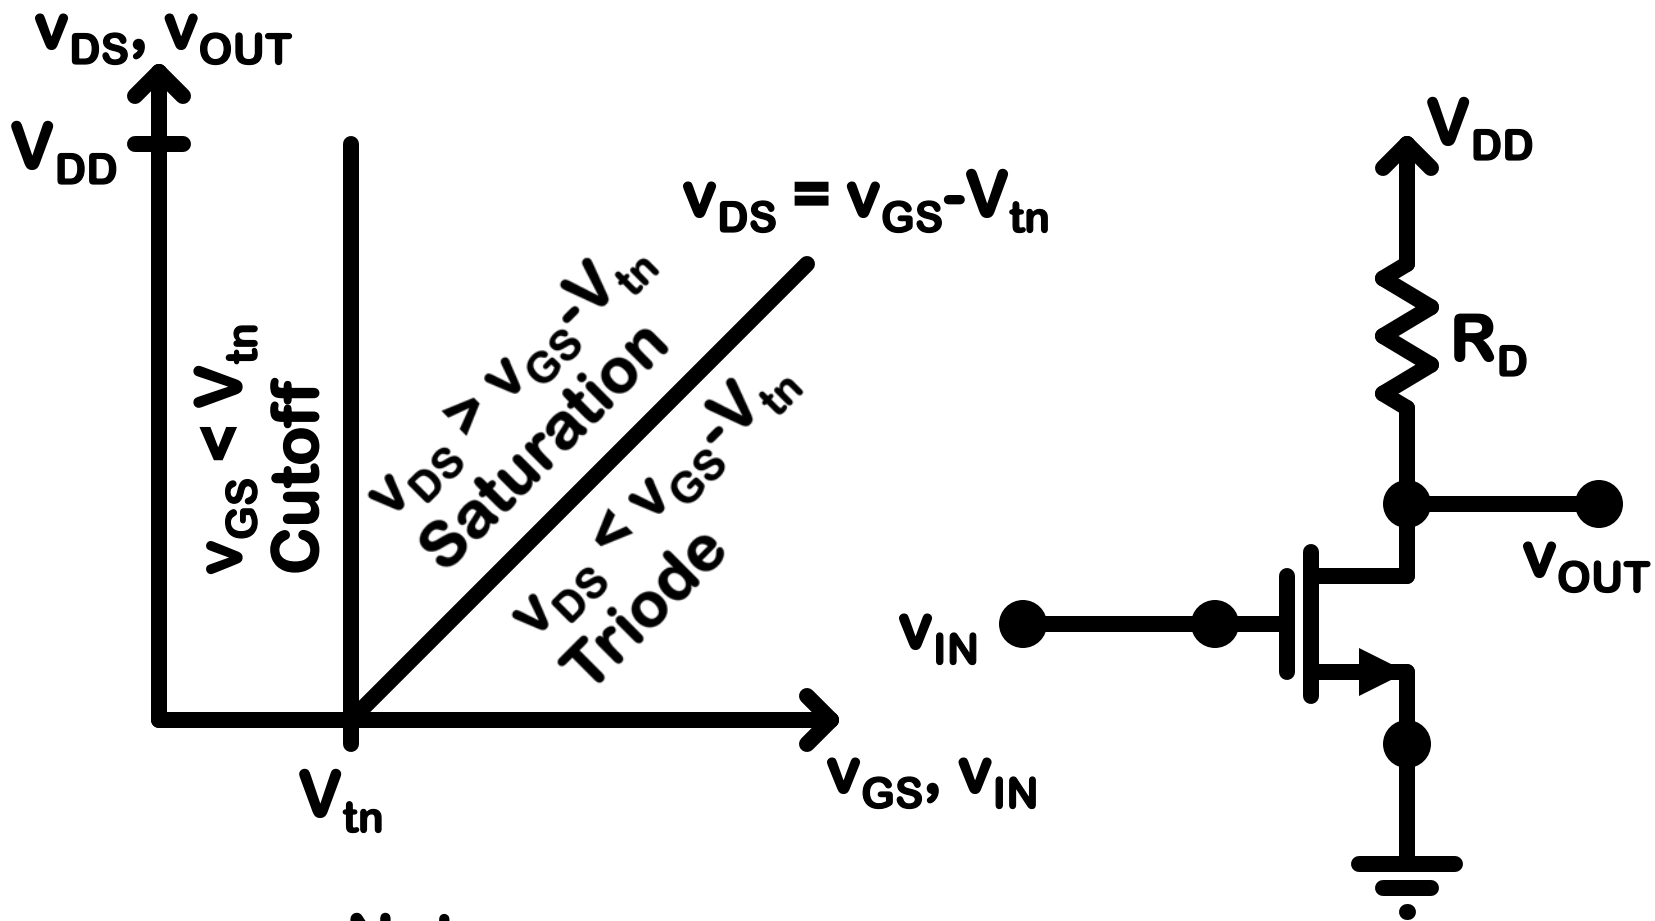 vDS, vOUT
VDD
vGS < Vtn
Cutoff
vDS > vGS-Vtn
Saturation
vDS = vGS-Vtn
vDS < vGS-Vtn
Triode
Vtn
vGS, vIN
VDD
RD
vOUT
vIN